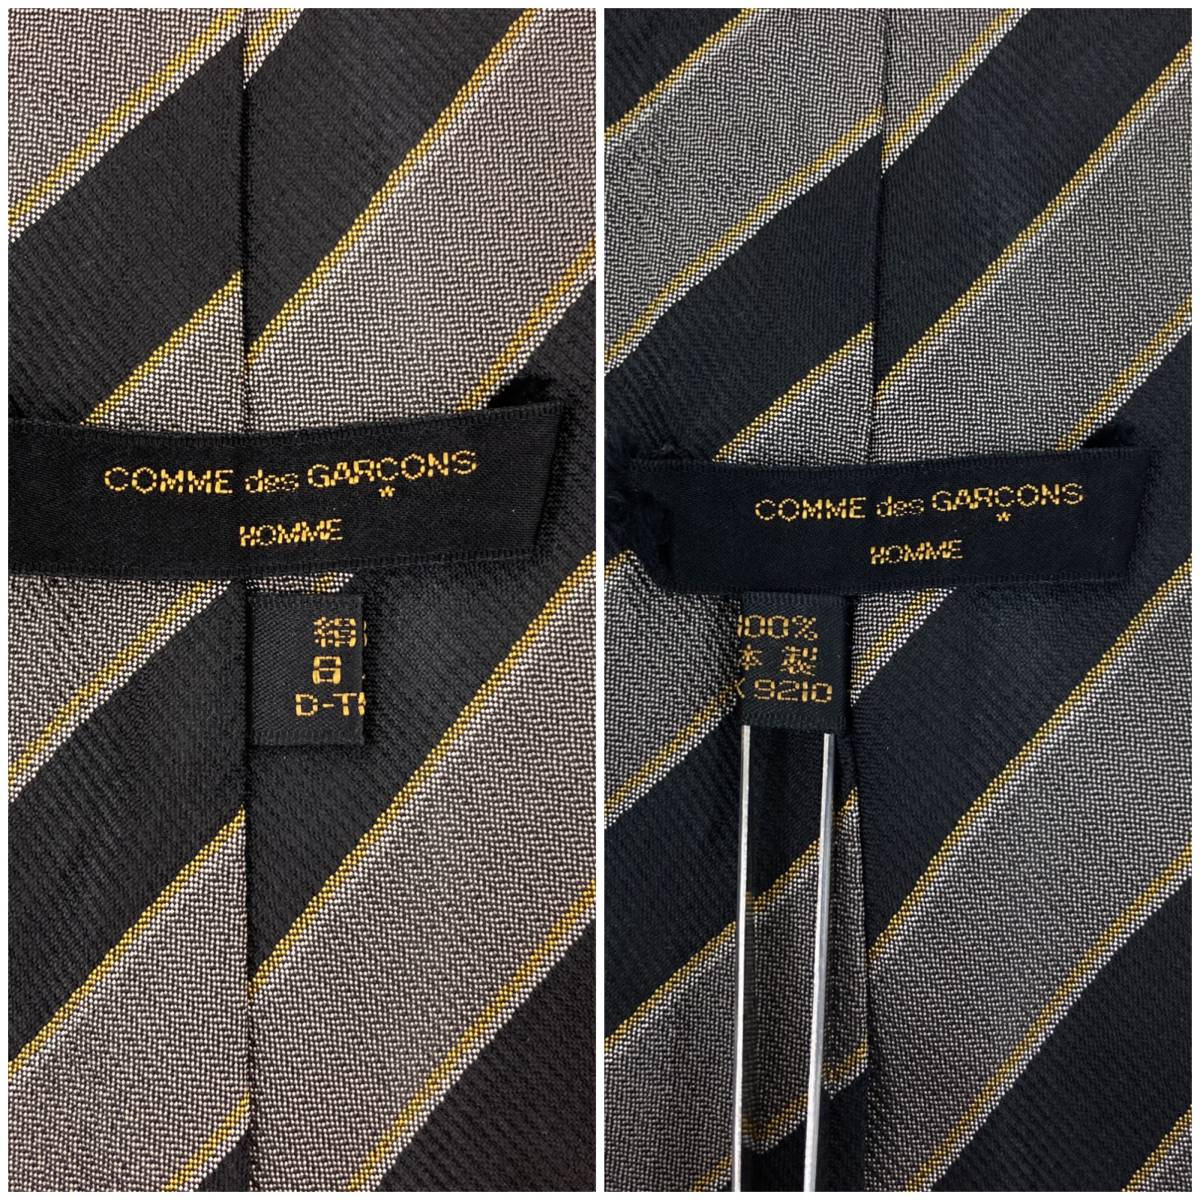 COMME des GARÇONS
HOMME
絹
日
D-T
COMME des GARÇONS
HOMME
100%
本製
K 9210